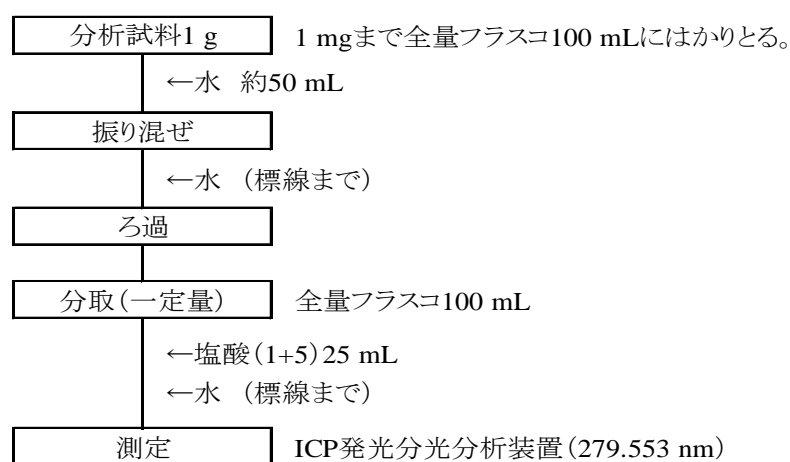 分析試料1 g 1 mgまで全量フラスコ100 mLにはかりとる。
←水 約50 mL
振り混ぜ
←水 (標線まで)
ろ過
分取(一定量) 全量フラスコ100 mL
←塩酸(1+5)25 mL
←水 (標線まで)
測定 ICP発光分光分析装置(279.553 nm)